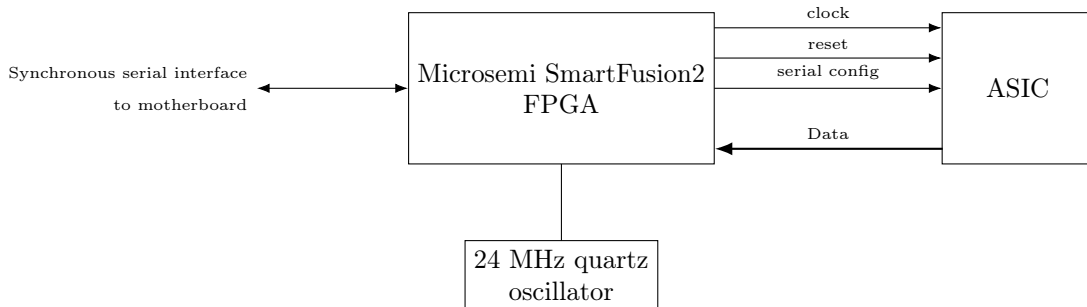 clock
reset
serial config
Data
Synchronous serial interface
to motherboard
Microsemi SmartFusion2
FPGA
ASIC
24 MHz quartz
oscillator